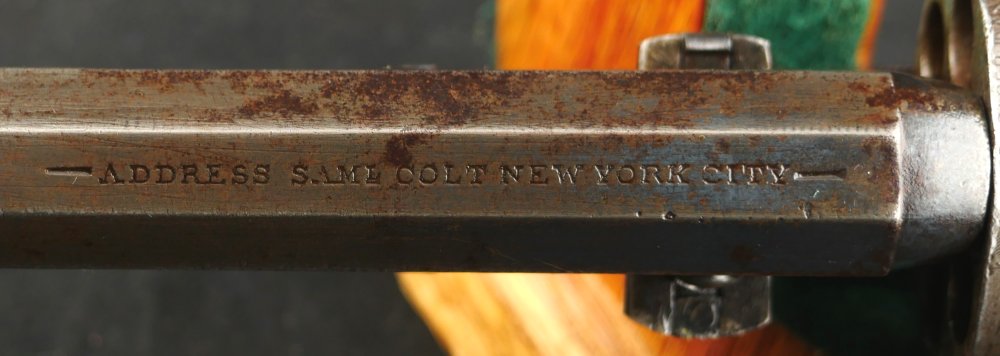 ADDRESS SAML COLT NEW YORK CITY